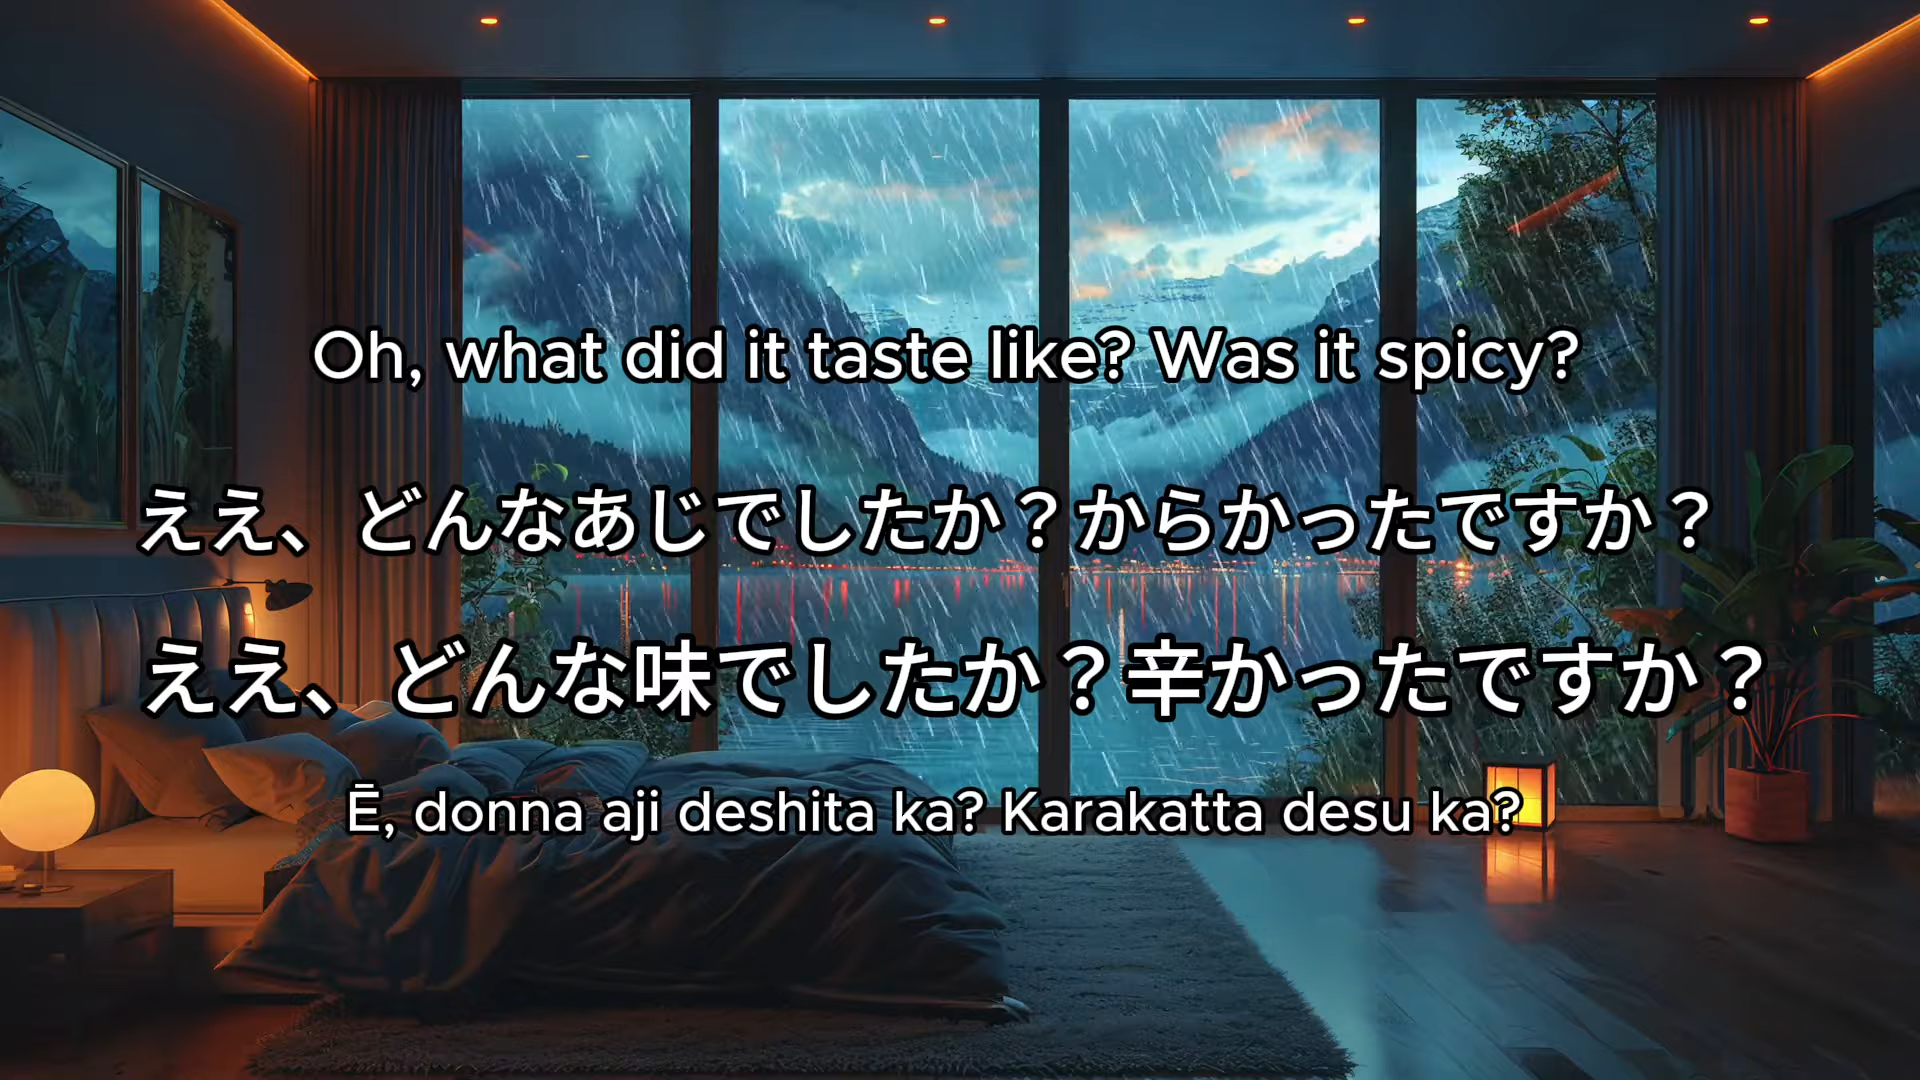 Oh, what did it taste like? Was it spicy?
ええ、どんなあじでしたか？からかったですか？
ええ、どんな味でしたか？辛かったですか？
Ē, donna aji deshita ka? Karakatta desu ka?